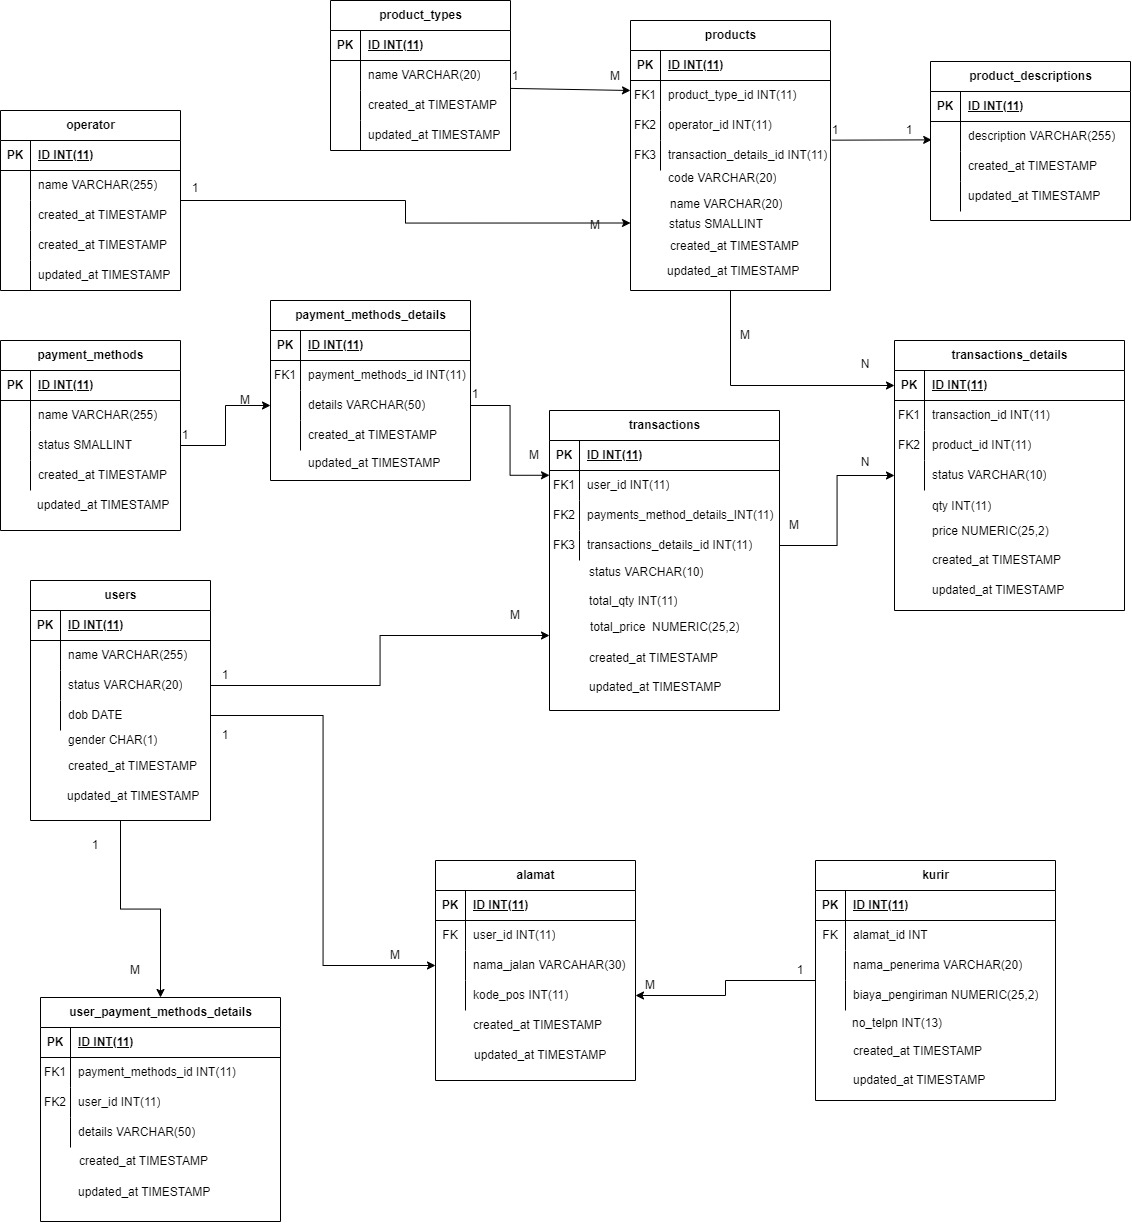 product_types
PK ID INT(11)
name VARCHAR(20)
created_at TIMESTAMP
updated_at TIMESTAMP
1
M
products
PK ID INT(11)
FK1 product_type_id INT(11)
FK2 operator_id INT(11)
FK3 transaction_details_id INT(11)
code VARCHAR(20)
name VARCHAR(20)
status SMALLINT
created_at TIMESTAMP
updated_at TIMESTAMP
1
1
product_descriptions
PK ID INT(11)
description VARCHAR(255)
created_at TIMESTAMP
updated_at TIMESTAMP
operator
PK ID INT(11)
name VARCHAR(255)
created_at TIMESTAMP
created_at TIMESTAMP
updated_at TIMESTAMP
1
M
payment_methods_details
PK ID INT(11)
FK1 payment_methods_id INT(11)
details VARCHAR(50)
created_at TIMESTAMP
updated_at TIMESTAMP
1
M
payment_methods
PK ID INT(11)
name VARCHAR(255)
status SMALLINT
created_at TIMESTAMP
updated_at TIMESTAMP
1
M
M
N
transactions_details
PK ID INT(11)
FK1 transaction_id INT(11)
FK2 product_id INT(11)
status VARCHAR(10)
qty INT(11)
price NUMERIC(25,2)
created_at TIMESTAMP
updated_at TIMESTAMP
transactions
PK ID INT(11)
FK1 user_id INT(11)
FK2 payments_method_details_INT(11)
FK3 transactions_details_id INT(11)
status VARCHAR(10)
total_qty INT(11)
total_price NUMERIC(25,2)
created_at TIMESTAMP
updated_at TIMESTAMP
M
N
users
PK ID INT(11)
name VARCHAR(255)
status VARCHAR(20)
dob DATE
gender CHAR(1)
created_at TIMESTAMP
updated_at TIMESTAMP
1
M
1
M
1
M
alamat
PK ID INT(11)
FK user_id INT(11)
nama_jalan VARCAHAR(30)
kode_pos INT(11)
created_at TIMESTAMP
updated_at TIMESTAMP
M
1
kurir
PK ID INT(11)
FK alamat_id INT
nama_penerima VARCHAR(20)
biaya_pengiriman NUMERIC(25,2)
no_telpn INT(13)
created_at TIMESTAMP
updated_at TIMESTAMP
user_payment_methods_details
PK ID INT(11)
FK1 payment_methods_id INT(11)
FK2 user_id INT(11)
details VARCHAR(50)
created_at TIMESTAMP
updated_at TIMESTAMP